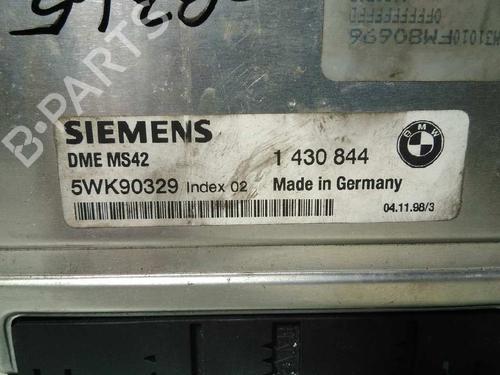 B-PARTS
SIEMENS
DME MS42
1 430 844
BMW
5WK90329 Index 02
Made in Germany
04.11.98/3